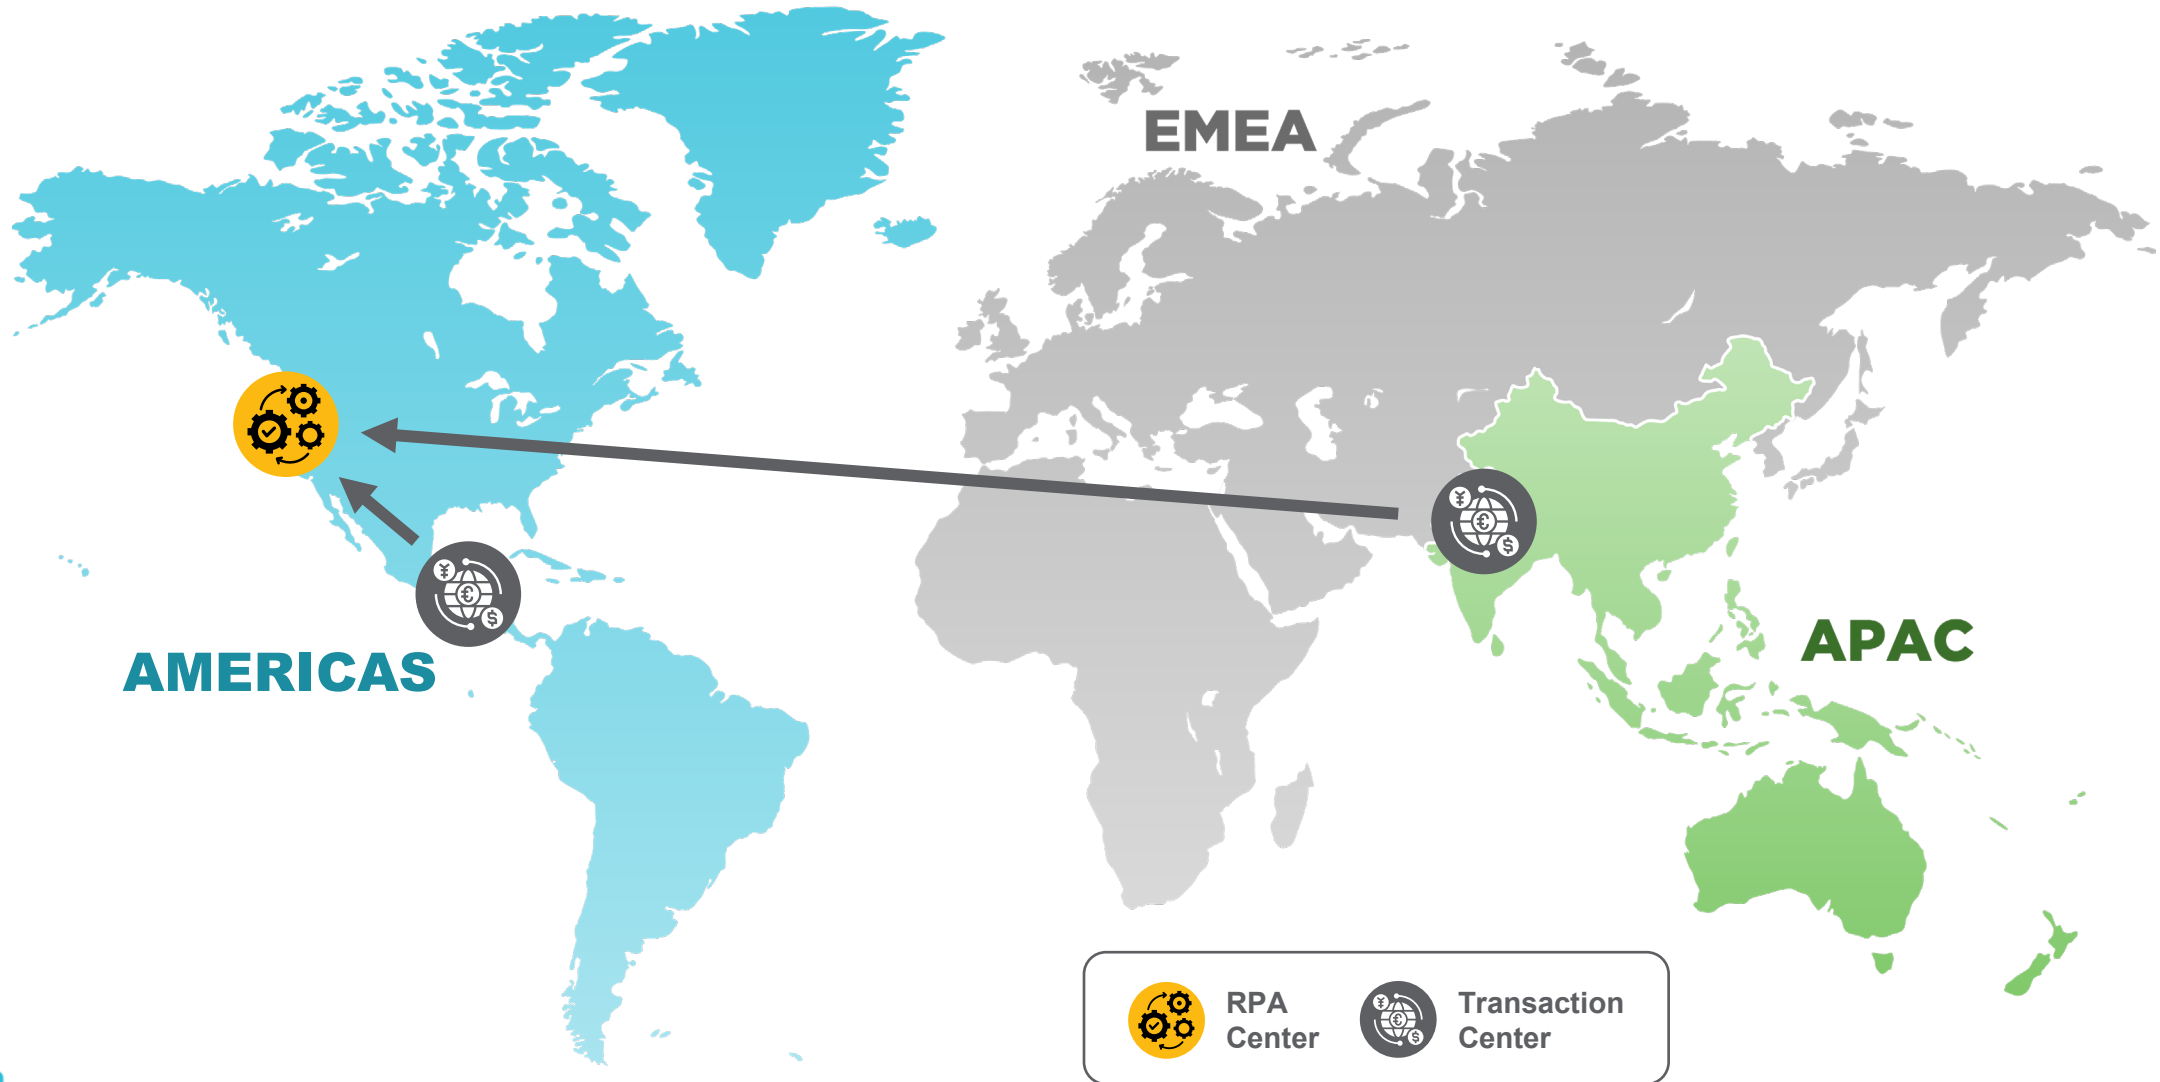 EMEA
APAC
AMERICAS
RPA
Center
Transaction
Center